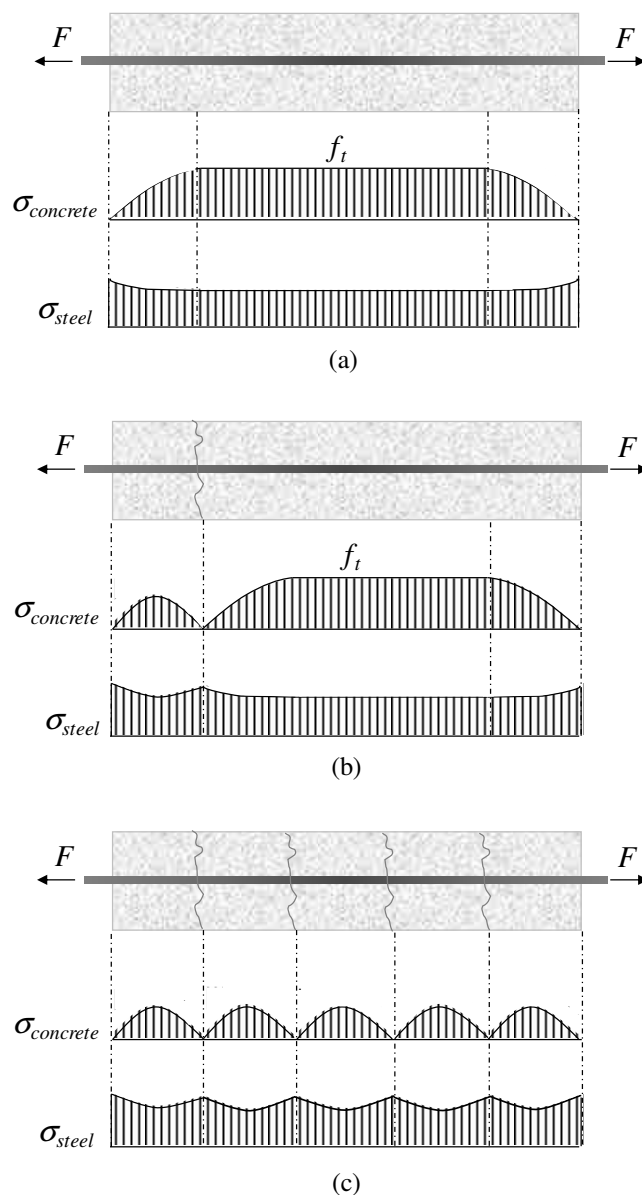 F F
f_t
σ_concrete
σ_steel
(a)
F F
f_t
σ_concrete
σ_steel
(b)
F F
σ_concrete
σ_steel
(c)